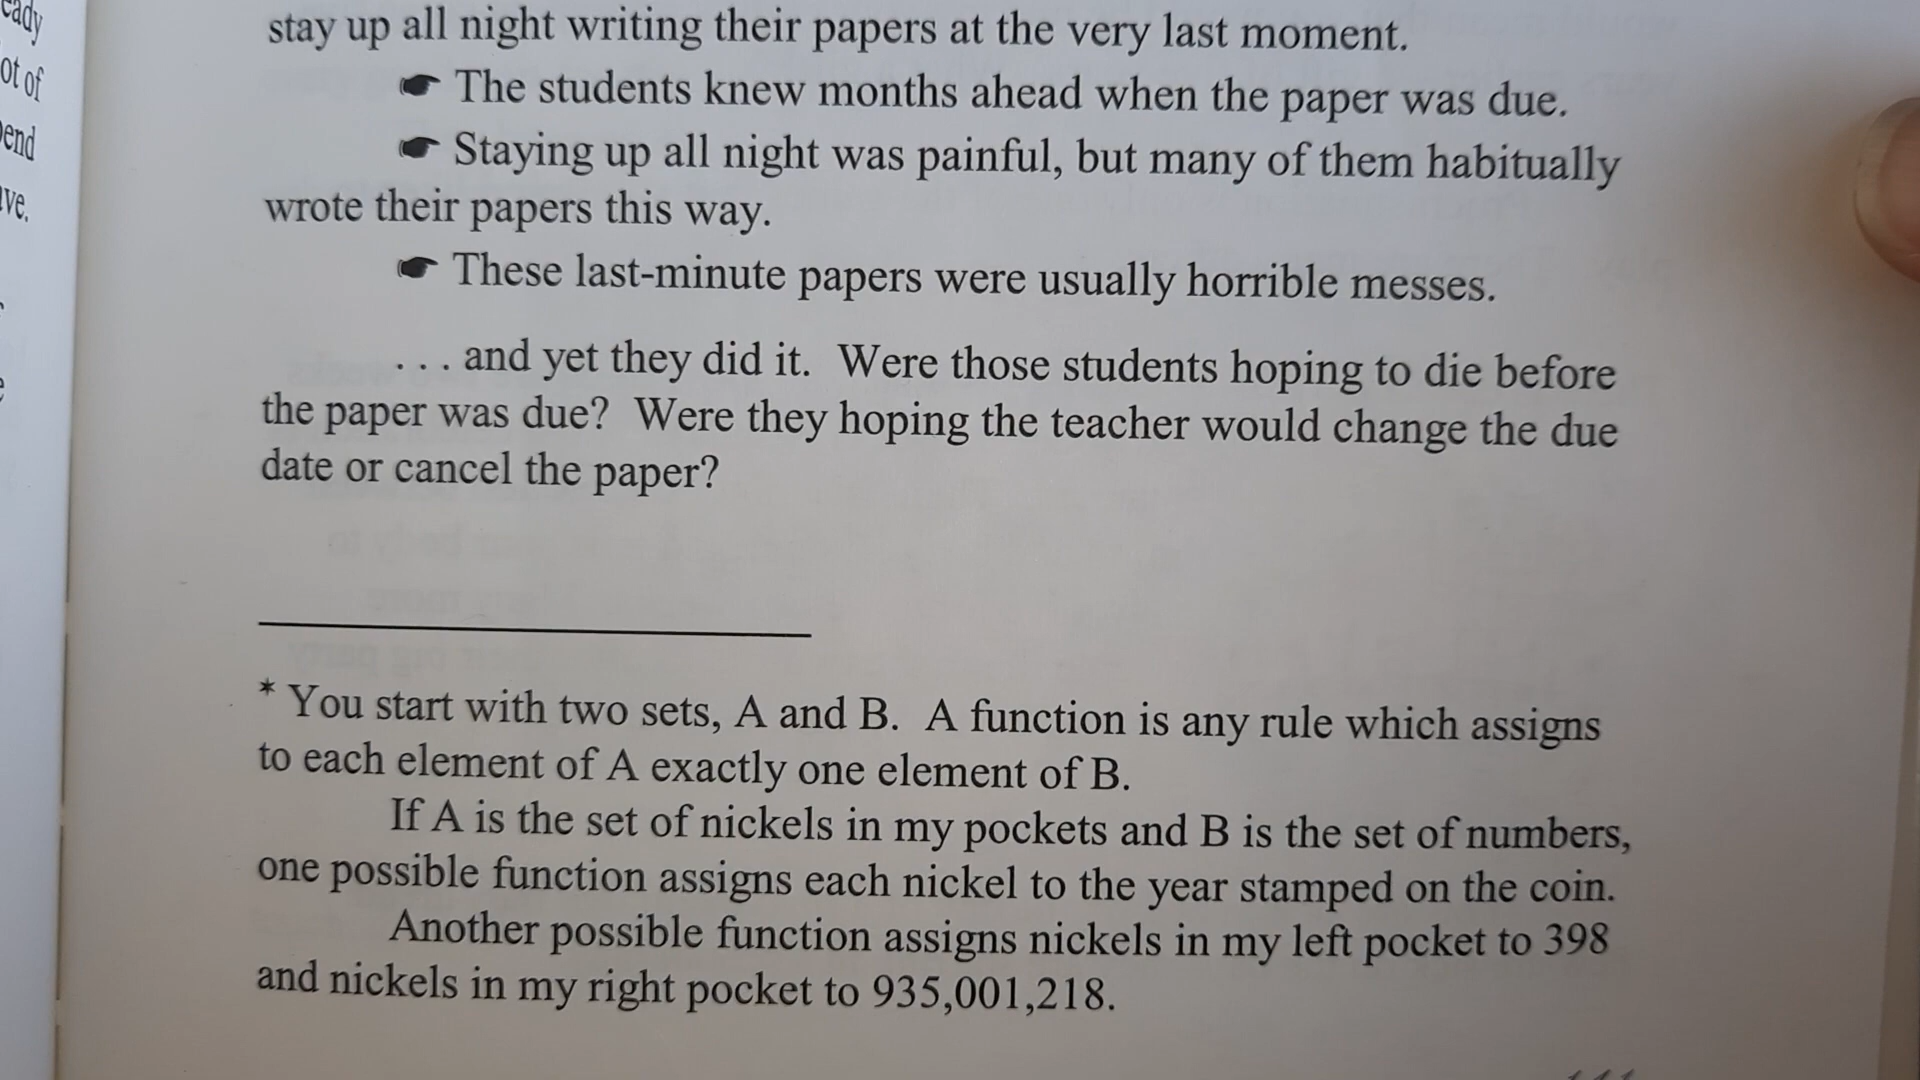 eady
ot of
end
ve.
stay up all night writing their papers at the very last moment.
☛ The students knew months ahead when the paper was due.
☛ Staying up all night was painful, but many of them habitually
wrote their papers this way.
☛ These last-minute papers were usually horrible messes.
. . . and yet they did it. Were those students hoping to die before
the paper was due? Were they hoping the teacher would change the due
date or cancel the paper?
* You start with two sets, A and B. A function is any rule which assigns
to each element of A exactly one element of B.
If A is the set of nickels in my pockets and B is the set of numbers,
one possible function assigns each nickel to the year stamped on the coin.
Another possible function assigns nickels in my left pocket to 398
and nickels in my right pocket to 935,001,218.